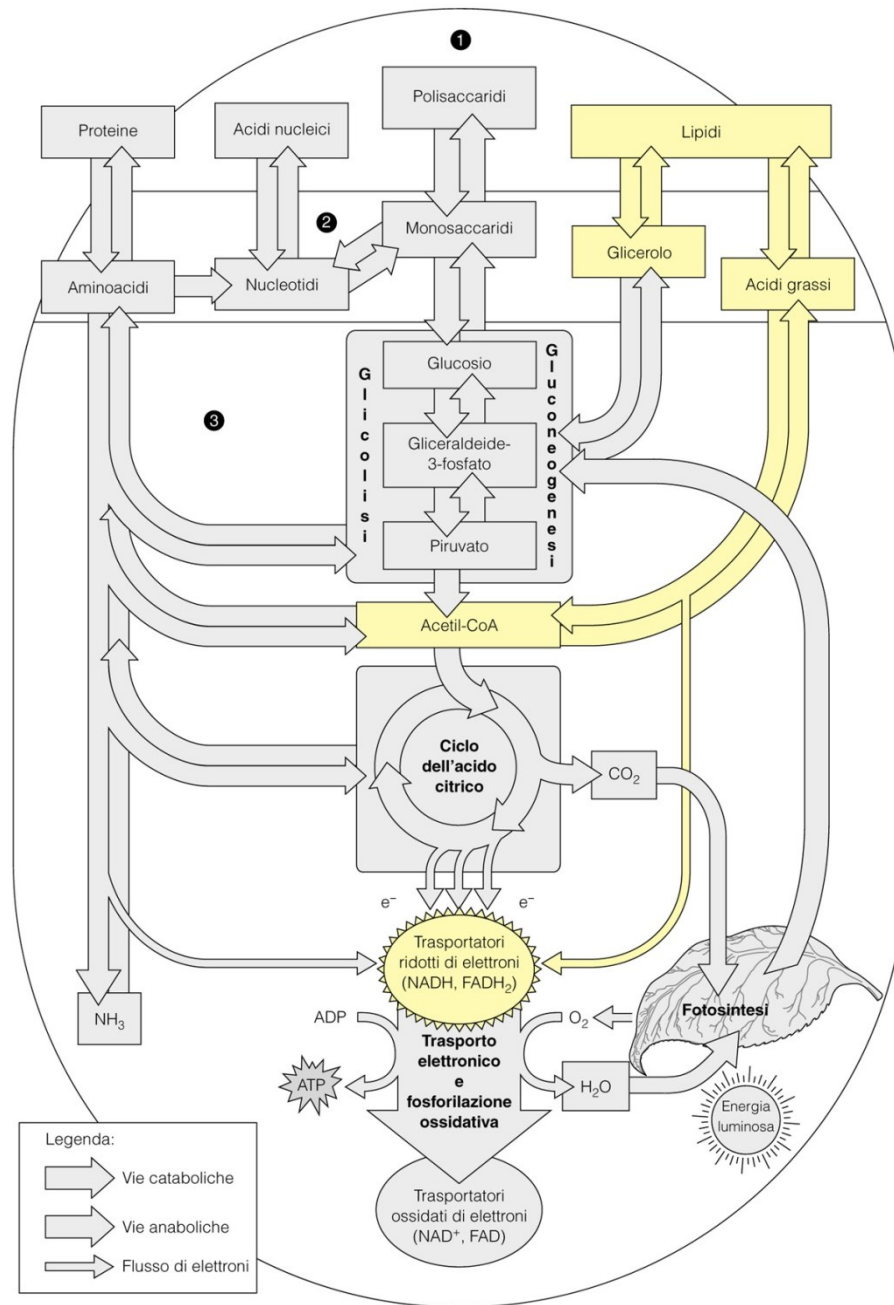 1
Polisaccaridi
Proteine
Acidi nucleici
Lipidi
2
Monosaccaridi
Glicerolo
Aminoacidi
Nucleotidi
Acidi grassi
Glicolisi
Glucosio
Gluconeogenesi
3
Gliceraldeide-
3-fosfato
Piruvato
Acetil-CoA
Ciclo
dell'acido
citrico
CO₂
e⁻
e⁻
Trasportatori
ridotti di elettroni
(NADH, FADH₂)
NH₃
ADP
O₂
Fotosintesi
Trasporto
elettronico
e
fosforilazione
ossidativa
ATP
H₂O
Energia
luminosa
Legenda:
Vie cataboliche
Vie anaboliche
Flusso di elettroni
Trasportatori
ossidati di elettroni
(NAD⁺, FAD)